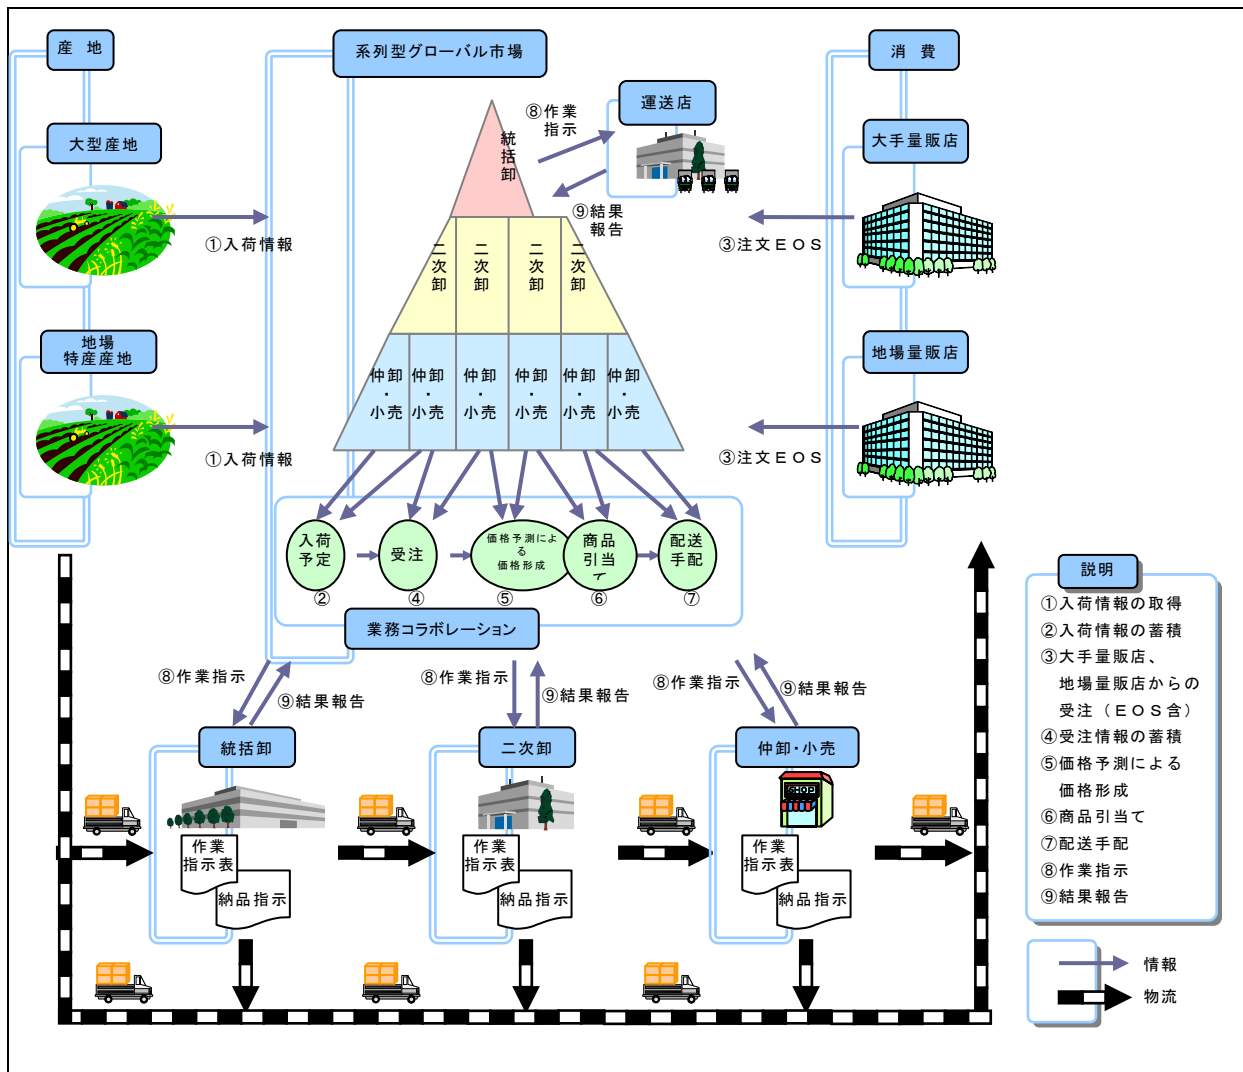 産 地
系列型グローバル市場
消 費
運送店
⑧作業
指示
大型産地
大手量販店
統括卸
⑨結果
報告
①入荷情報
③注文EOS
二次卸
二次卸
二次卸
二次卸
地場
特産産地
地場量販店
仲卸・小売
仲卸・小売
仲卸・小売
仲卸・小売
仲卸・小売
仲卸・小売
①入荷情報
③注文EOS
入荷
予定
受注
価格予測によ
る
価格形成
商品
引当て
配送
手配
②
④
⑤
⑥
⑦
業務コラボレーション
⑧作業指示
⑨結果報告
⑧作業指示
⑨結果報告
⑧作業指示
⑨結果報告
統括卸
二次卸
仲卸・小売
SHOP
作業
指示表
納品指示
作業
指示表
納品指示
作業
指示表
納品指示
説明
①入荷情報の取得
②入荷情報の蓄積
③大手量販店、
地場量販店からの
受注(EOS含)
④受注情報の蓄積
⑤価格予測による
価格形成
⑥商品引当て
⑦配送手配
⑧作業指示
⑨結果報告
情報
物流